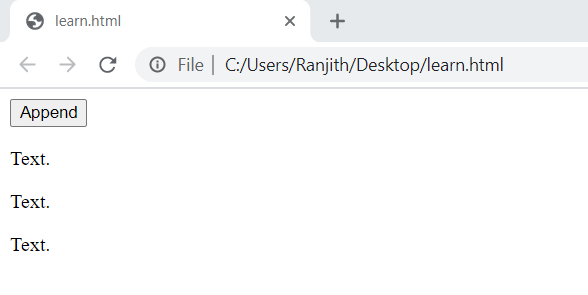 learn.html
File | C:/Users/Ranjith/Desktop/learn.html
Append
Text.
Text.
Text.